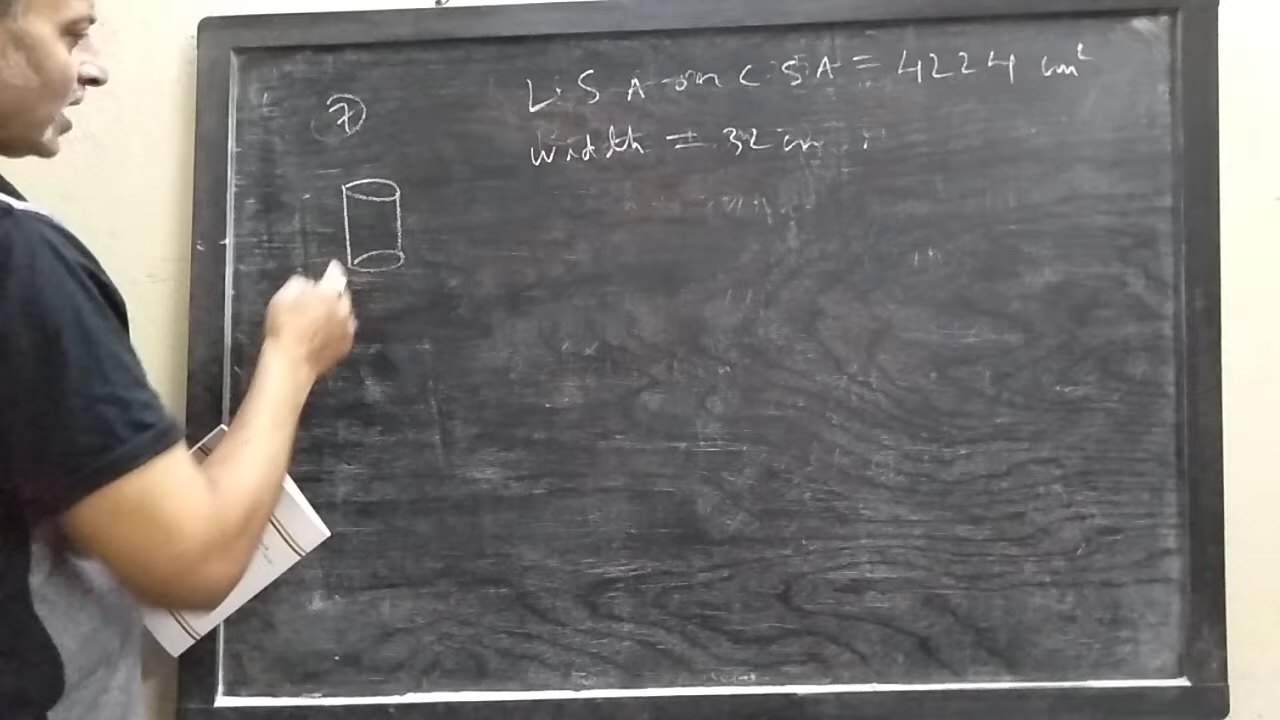 7
L.S A or C.S A = 4224 cm²
Width = 32 cm